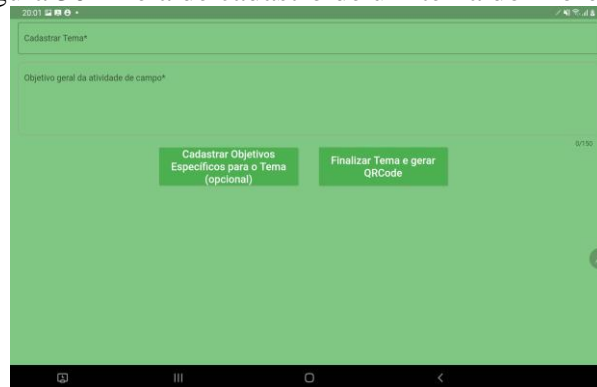 20:01
Cadastrar Tema*
Objetivo geral da atividade de campo*
0/150
Cadastrar Objetivos
Específicos para o Tema
(opcional)
Finalizar Tema e gerar
QRCode